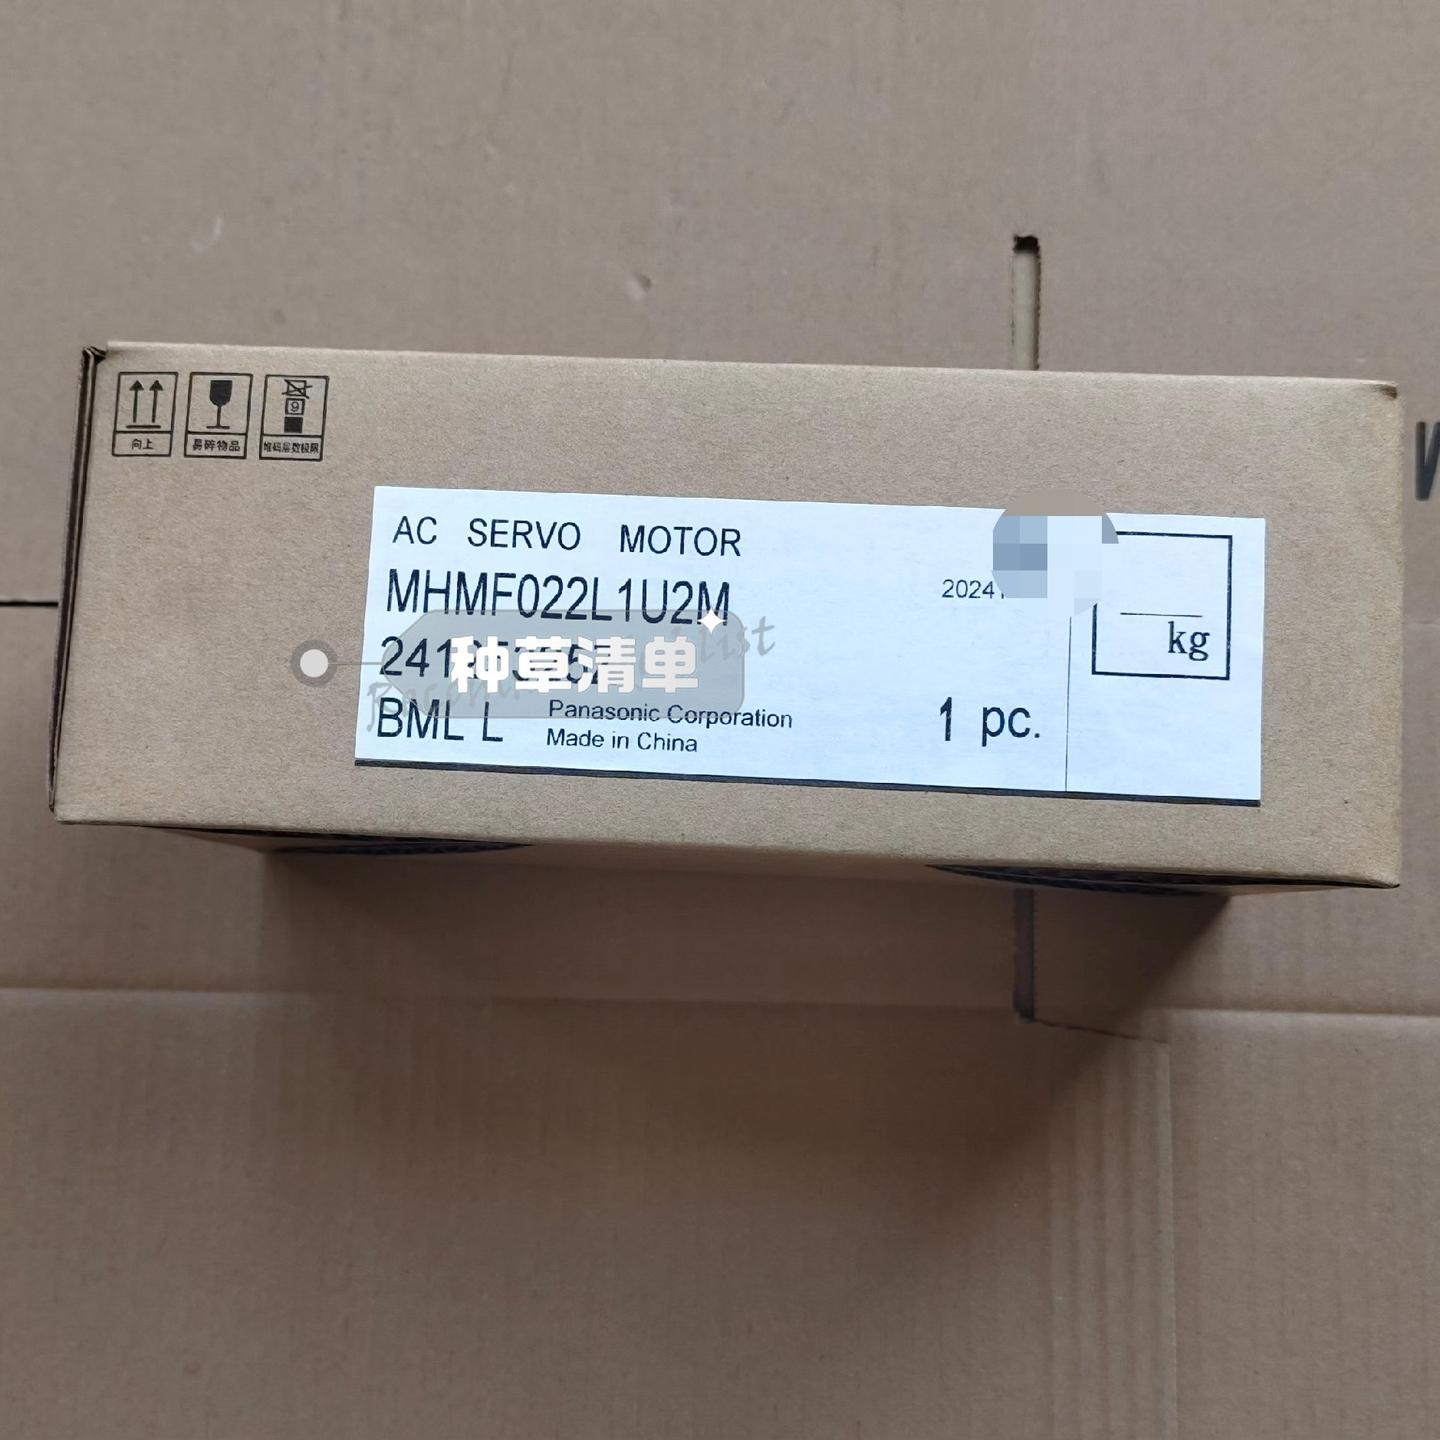 向上
易碎物品
9
堆码层数极限
AC SERVO MOTOR
MHMF022L1U2M
2024
kg
种草清单
BML L
Panasonic Corporation
Made in China
1 pc.